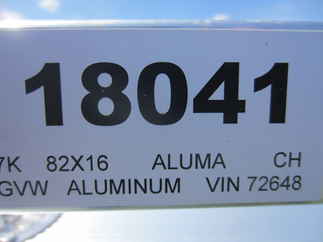 18041
7K 82X16 ALUMA CH
GVW ALUMINUM VIN 72648